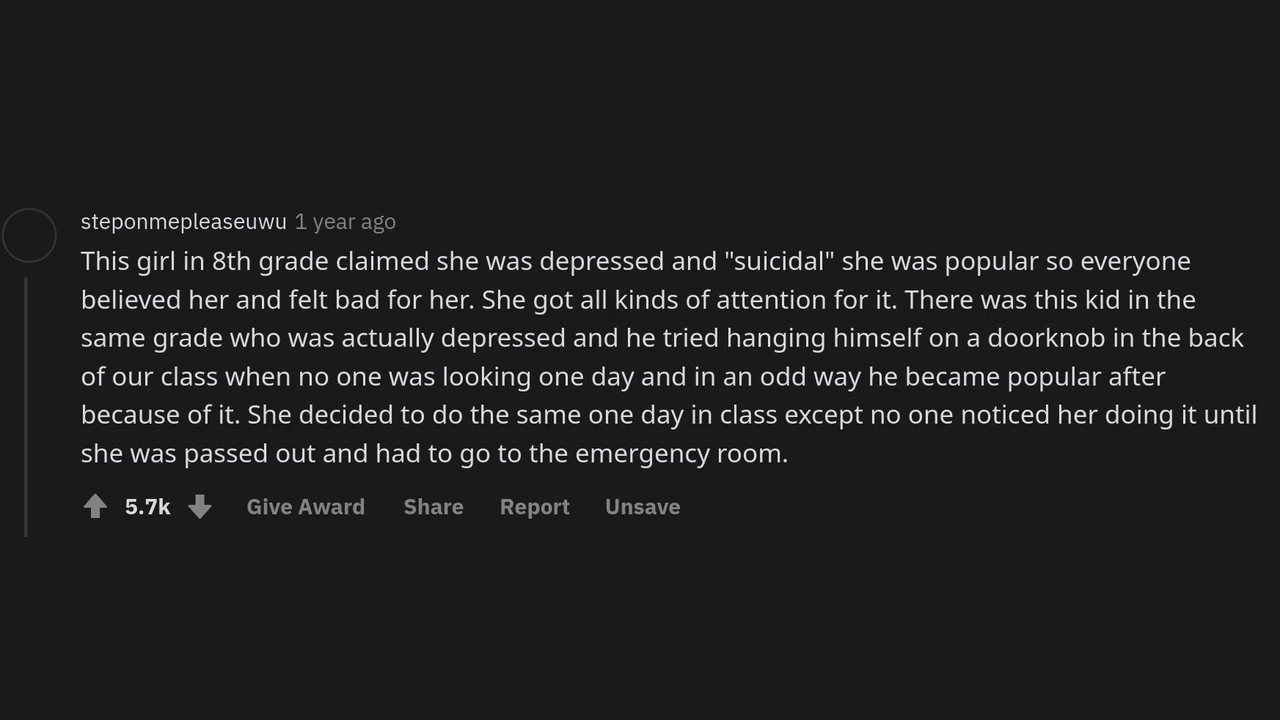 steponmepleaseuwu 1 year ago
This girl in 8th grade claimed she was depressed and "suicidal" she was popular so everyone
believed her and felt bad for her. She got all kinds of attention for it. There was this kid in the
same grade who was actually depressed and he tried hanging himself on a doorknob in the back
of our class when no one was looking one day and in an odd way he became popular after
because of it. She decided to do the same one day in class except no one noticed her doing it until
she was passed out and had to go to the emergency room.
5.7k Give Award Share Report Unsave